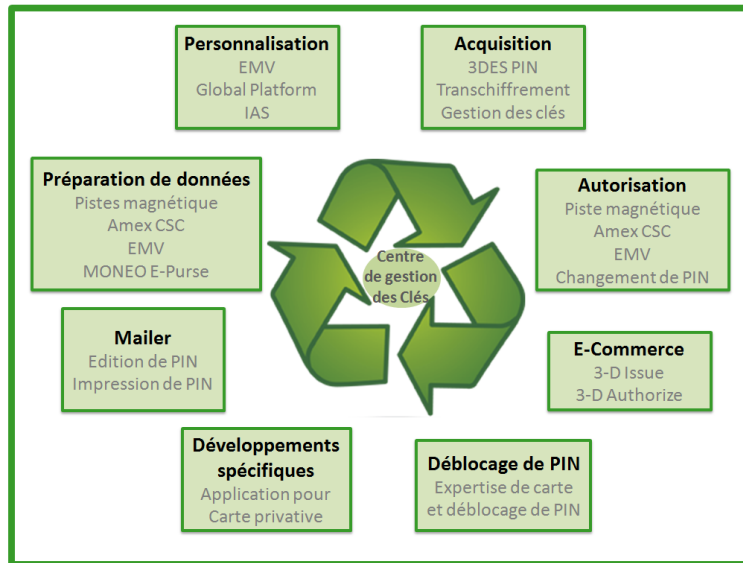 Personnalisation
EMV
Global Platform
IAS
Acquisition
3DES PIN
Transchiffrement
Gestion des clés
Préparation de données
Pistes magnétique
Amex CSC
EMV
MONEO E-Purse
Autorisation
Piste magnétique
Amex CSC
EMV
Changement de PIN
Centre
de gestion
des Clés
Mailer
Edition de PIN
Impression de PIN
E-Commerce
3-D Issue
3-D Authorize
Développements
spécifiques
Application pour
Carte privative
Déblocage de PIN
Expertise de carte
et déblocage de PIN